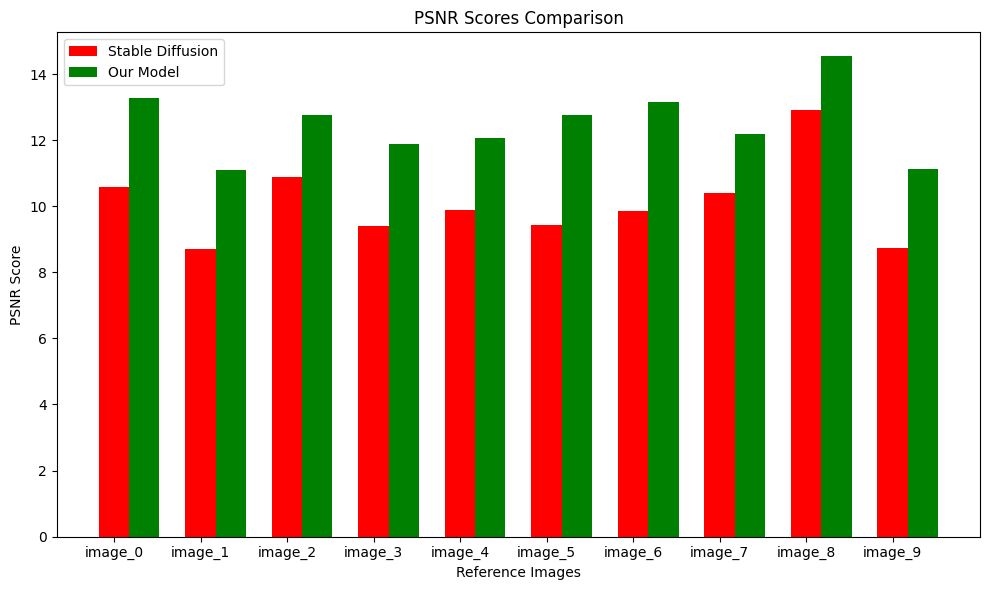 PSNR Scores Comparison
Stable Diffusion
Our Model
PSNR Score
14
12
10
8
6
4
2
0
image_0 image_1 image_2 image_3 image_4 image_5 image_6 image_7 image_8 image_9
Reference Images